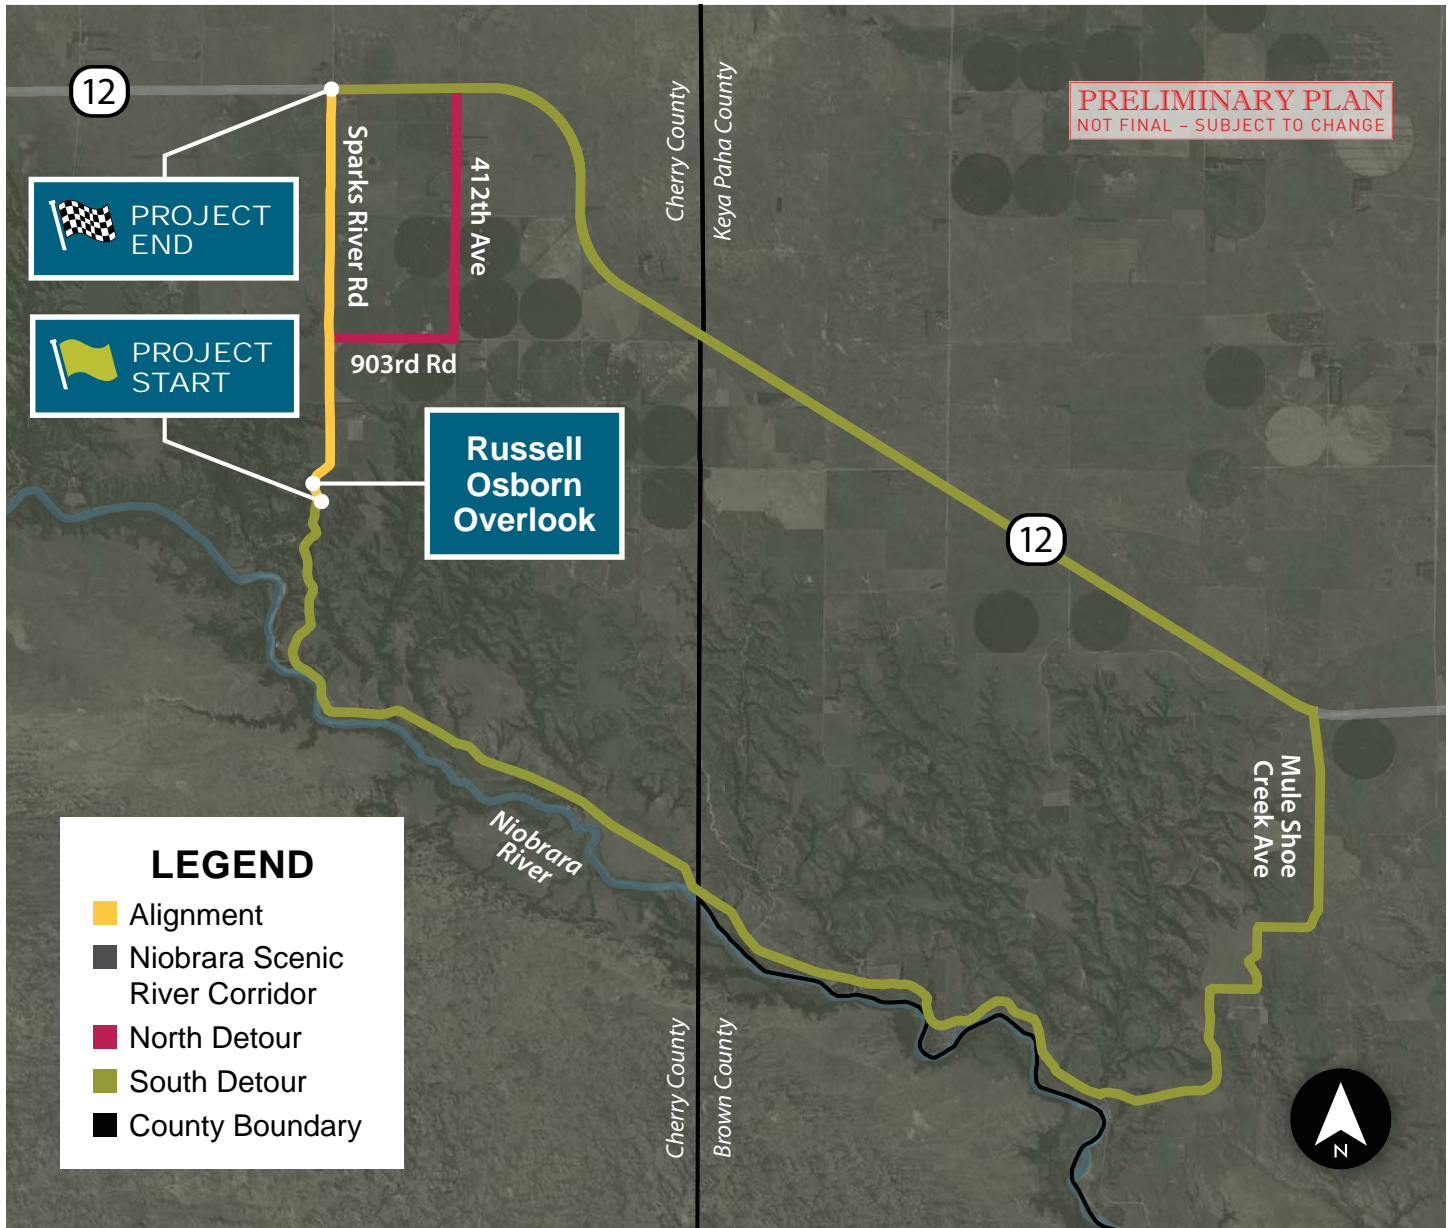 12
PRELIMINARY PLAN
NOT FINAL – SUBJECT TO CHANGE
Cherry County
Keya Paha County
Sparks River Rd
412th Ave
PROJECT
END
PROJECT
START
903rd Rd
Russell
Osborn
Overlook
12
Mule Shoe
Creek Ave
Niobrara
River
LEGEND
Alignment
Niobrara Scenic
River Corridor
North Detour
South Detour
County Boundary
Cherry County
Brown County
N